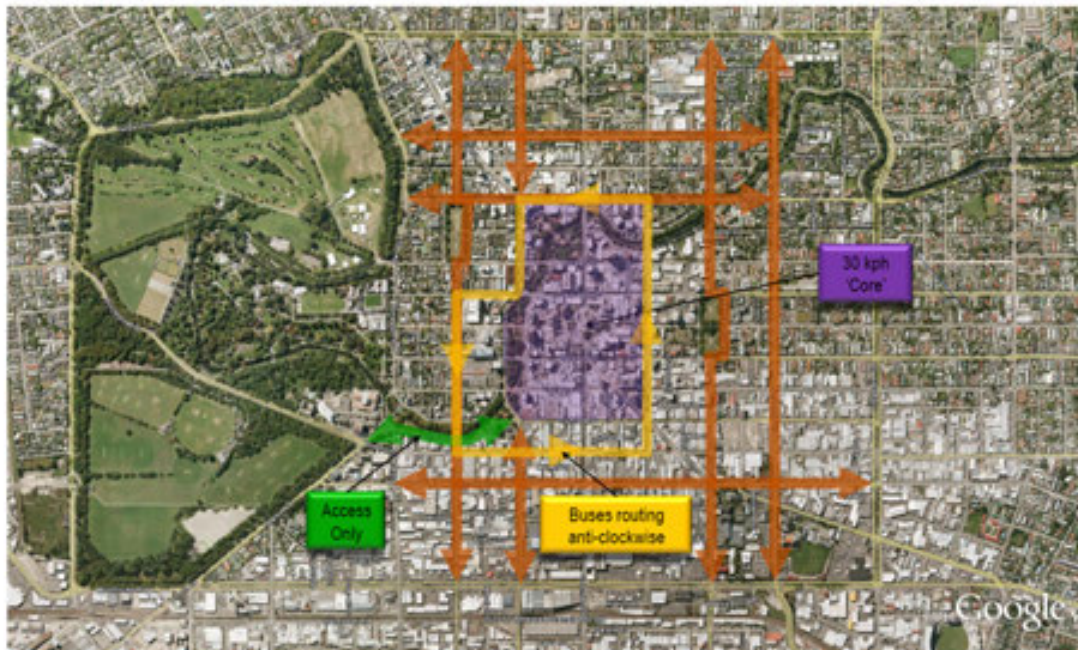 30 kph
'Core'
Access
Only
Buses routing
anti-clockwise
Google